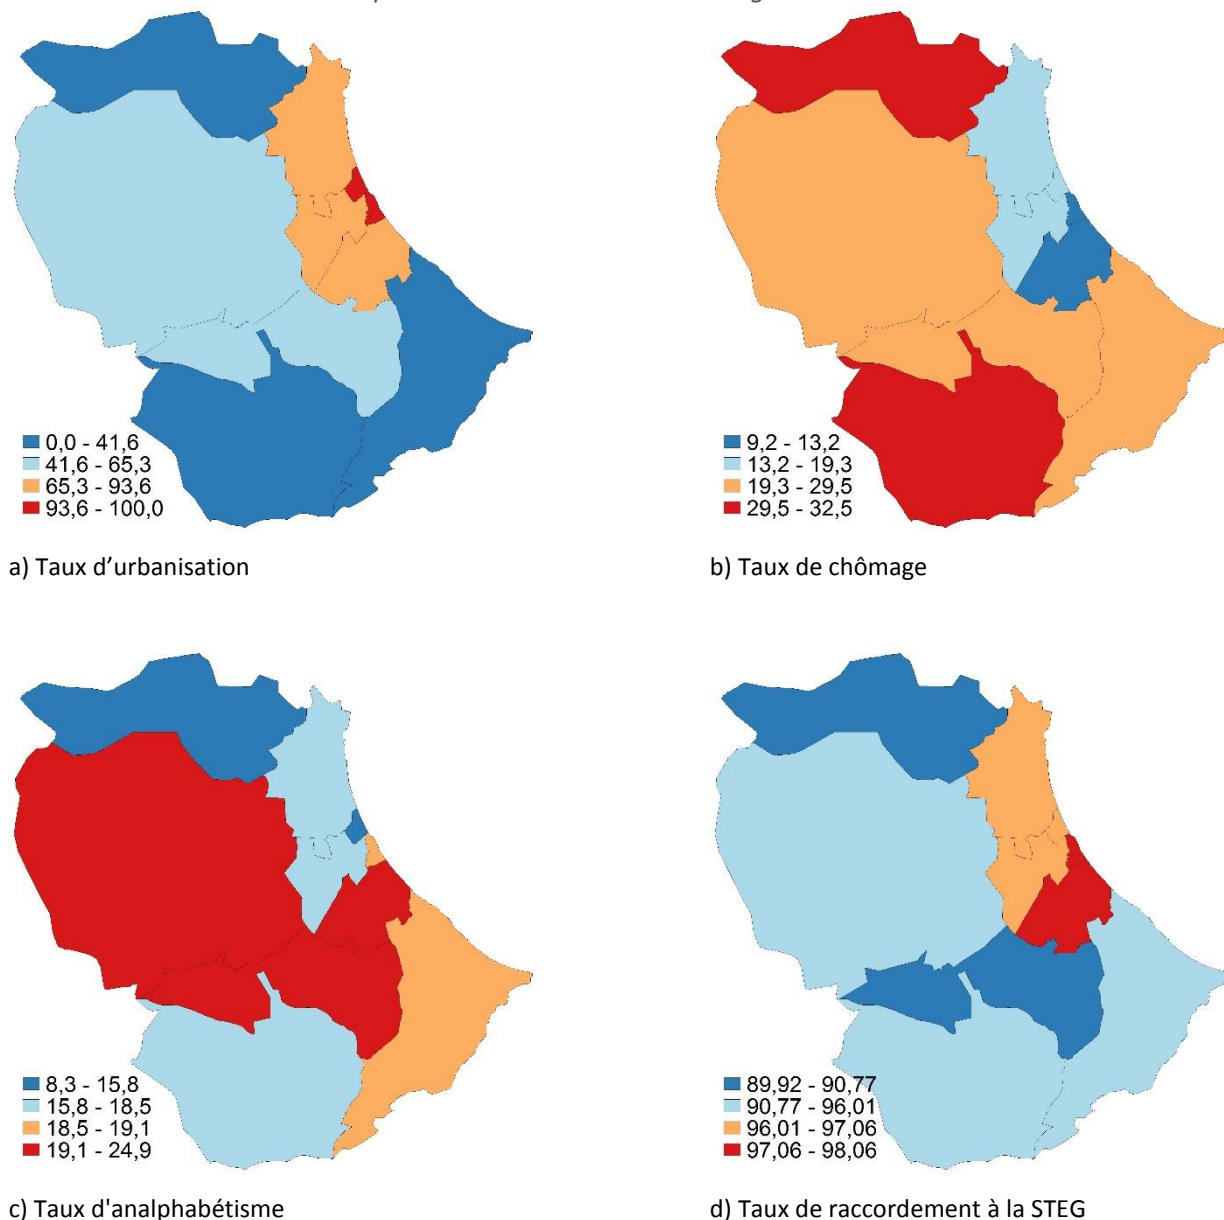 0,0 - 41,6
41,6 - 65,3
65,3 - 93,6
93,6 - 100,0
a) Taux d’urbanisation
9,2 - 13,2
13,2 - 19,3
19,3 - 29,5
29,5 - 32,5
b) Taux de chômage
8,3 - 15,8
15,8 - 18,5
18,5 - 19,1
19,1 - 24,9
c) Taux d'analphabétisme
89,92 - 90,77
90,77 - 96,01
96,01 - 97,06
97,06 - 98,06
d) Taux de raccordement à la STEG